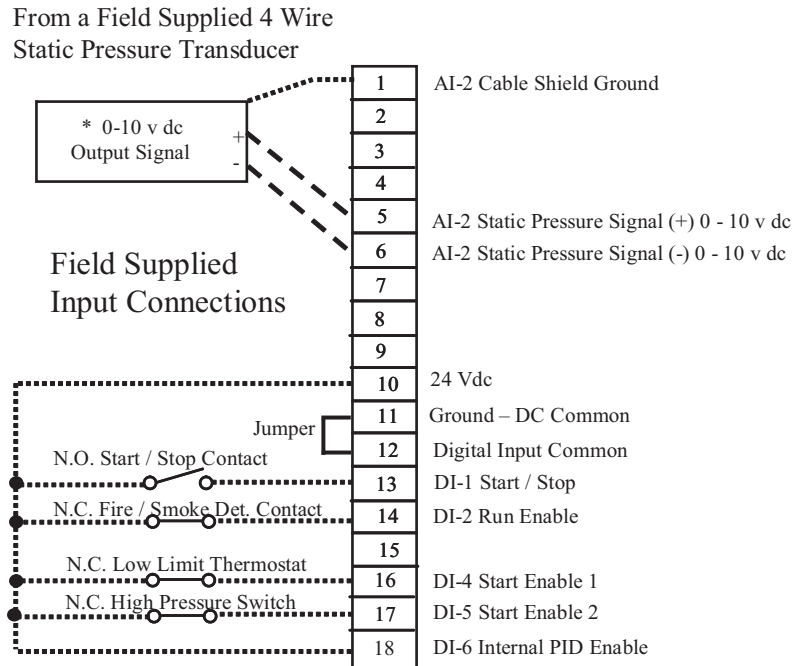 From a Field Supplied 4 Wire
Static Pressure Transducer
1 AI-2 Cable Shield Ground
* 0-10 v dc
Output Signal
+
-
2
3
4
5 AI-2 Static Pressure Signal (+) 0 - 10 v dc
6 AI-2 Static Pressure Signal (-) 0 - 10 v dc
Field Supplied
Input Connections
7
8
9
10 24 Vdc
11 Ground – DC Common
Jumper
12 Digital Input Common
N.O. Start / Stop Contact
13 DI-1 Start / Stop
N.C. Fire / Smoke Det. Contact
14 DI-2 Run Enable
15
N.C. Low Limit Thermostat
16 DI-4 Start Enable 1
N.C. High Pressure Switch
17 DI-5 Start Enable 2
18 DI-6 Internal PID Enable